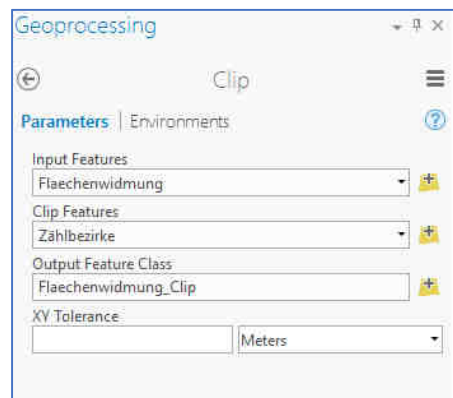 Geoprocessing
Clip
Parameters | Environments
Input Features
Flaechenwidmung
Clip Features
Zählbezirke
Output Feature Class
Flaechenwidmung_Clip
XY Tolerance
Meters